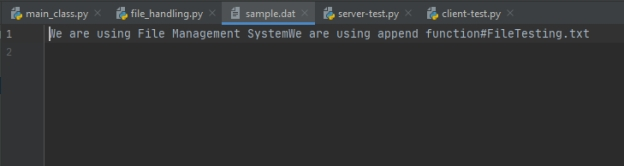 main_class.py file_handling.py sample.dat server-test.py client-test.py
1 We are using File Management SystemWe are using append function#FileTesting.txt
2